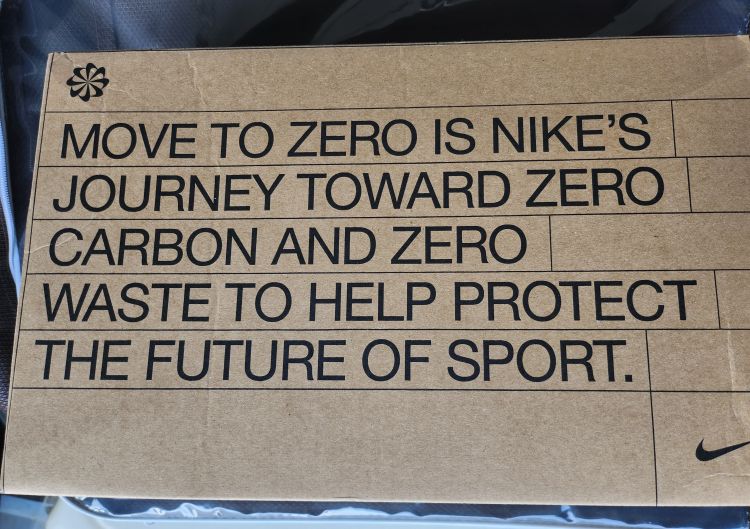 MOVE TO ZERO IS NIKE'S
JOURNEY TOWARD ZERO
CARBON AND ZERO
WASTE TO HELP PROTECT
THE FUTURE OF SPORT.